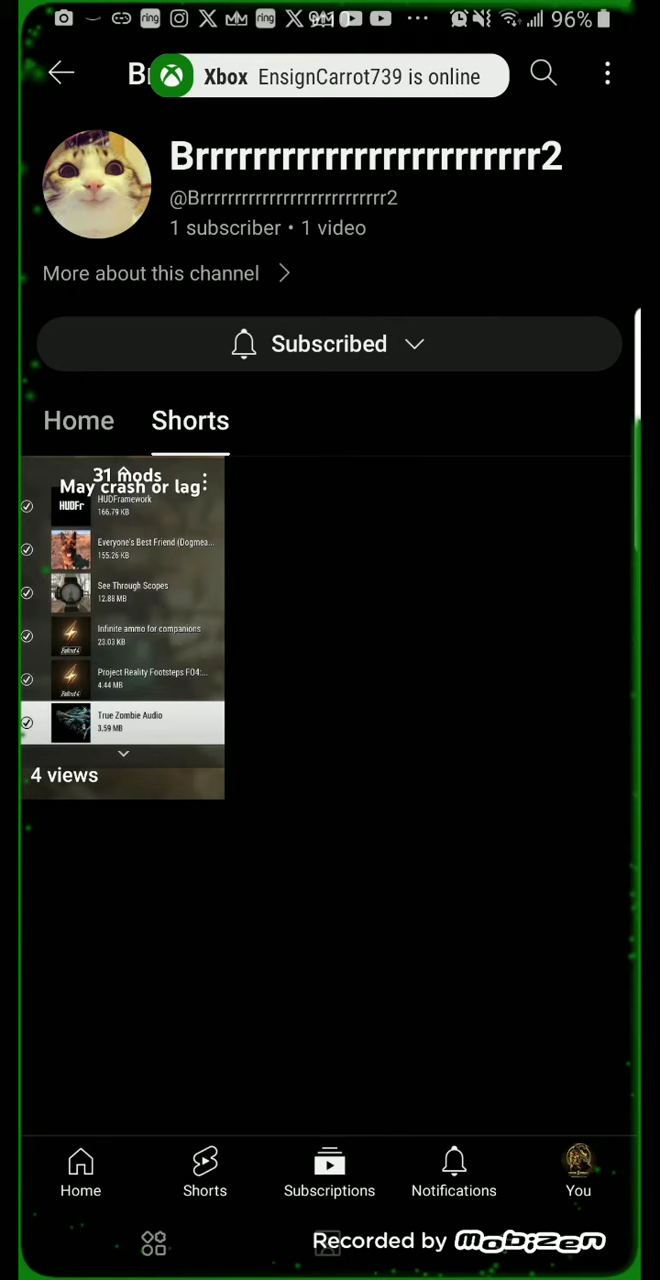 96%
Xbox EnsignCarrot739 is online
Brrrrrrrrrrrrrrrrrrrrrrrrr2
@Brrrrrrrrrrrrrrrrrrrrrrrrr2
1 subscriber • 1 video
More about this channel
Subscribed
Home
Shorts
31 mods
May crash or lag
HUDFramework
166.79 KB
HUDFr
Everyone's Best Friend (Dogmea...
155.26 KB
See Through Scopes
12.88 MB
Infinite ammo for companions
23.03 KB
Project Reality Footsteps FO4:...
4.44 MB
True Zombie Audio
3.59 MB
4 views
Home
Shorts
Subscriptions
Notifications
You
Recorded by mobizen